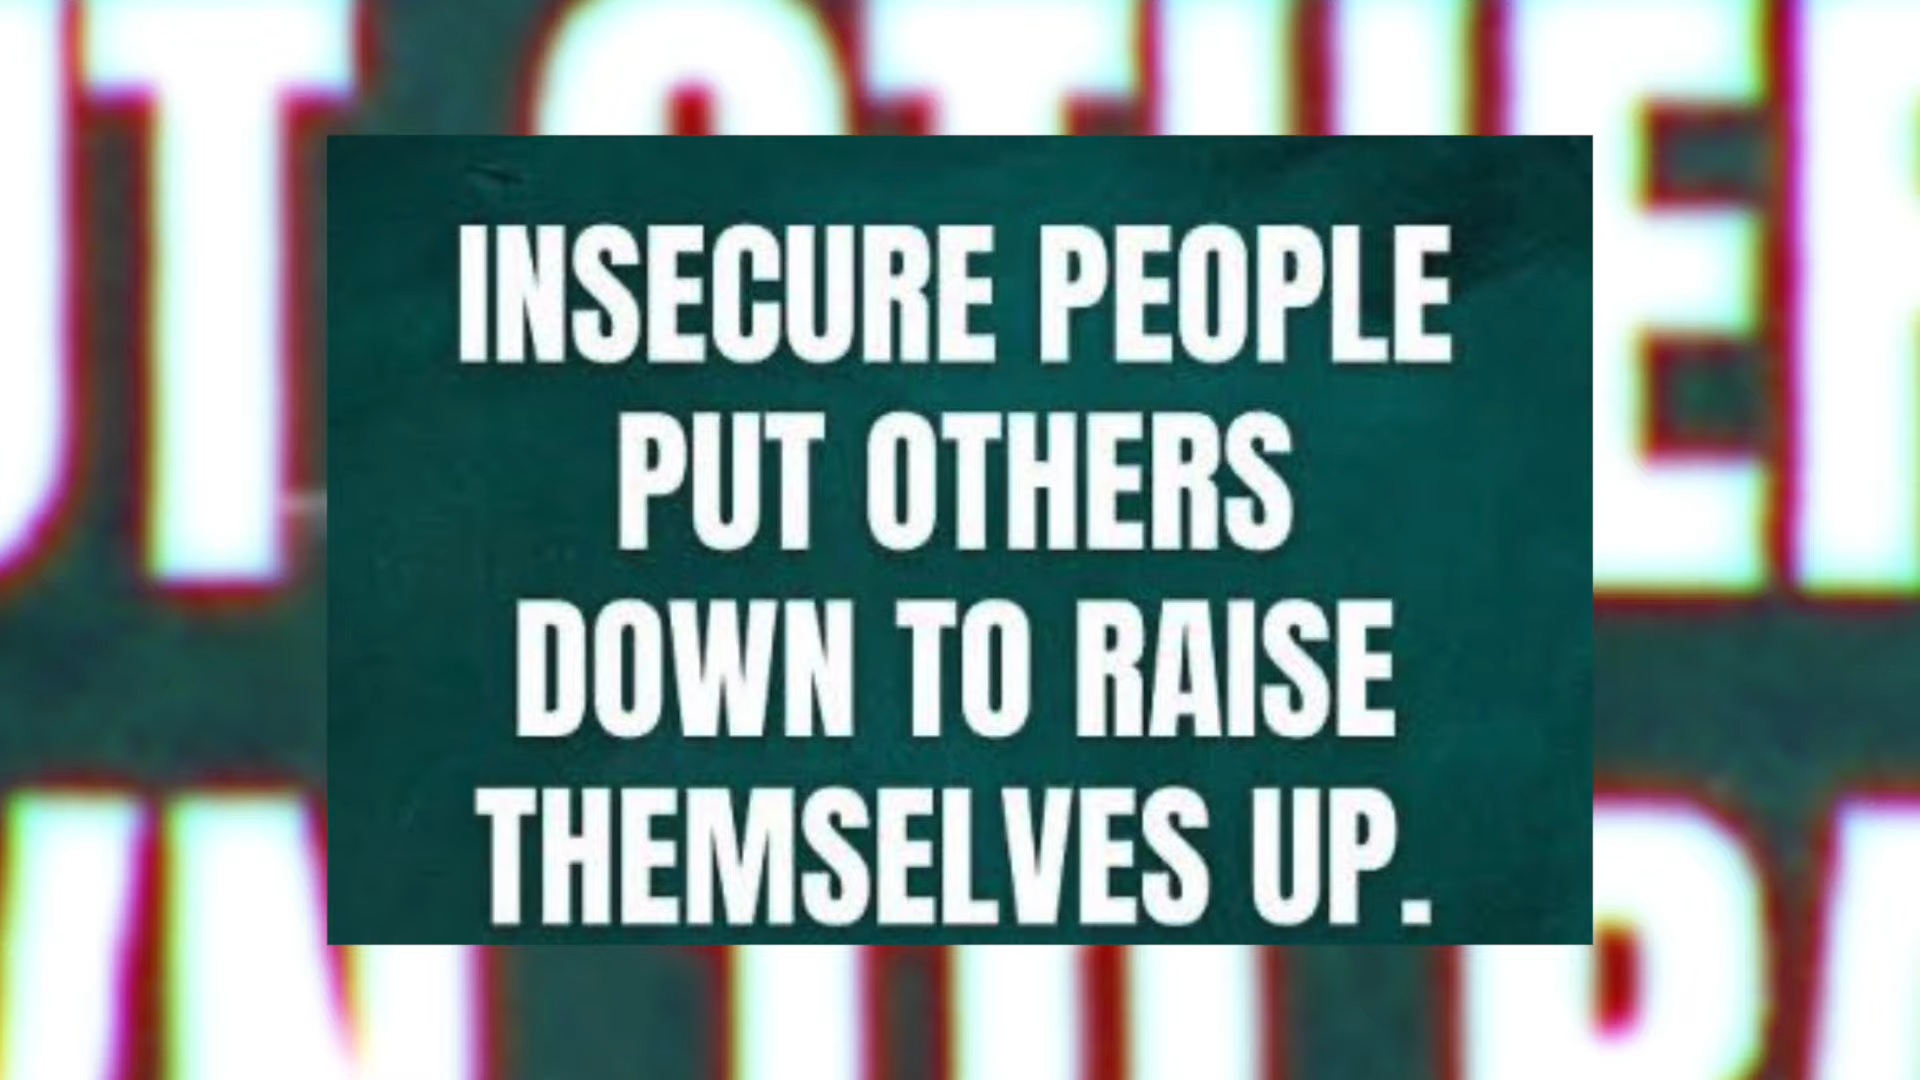 INSECURE PEOPLE
PUT OTHERS
DOWN TO RAISE
THEMSELVES UP.